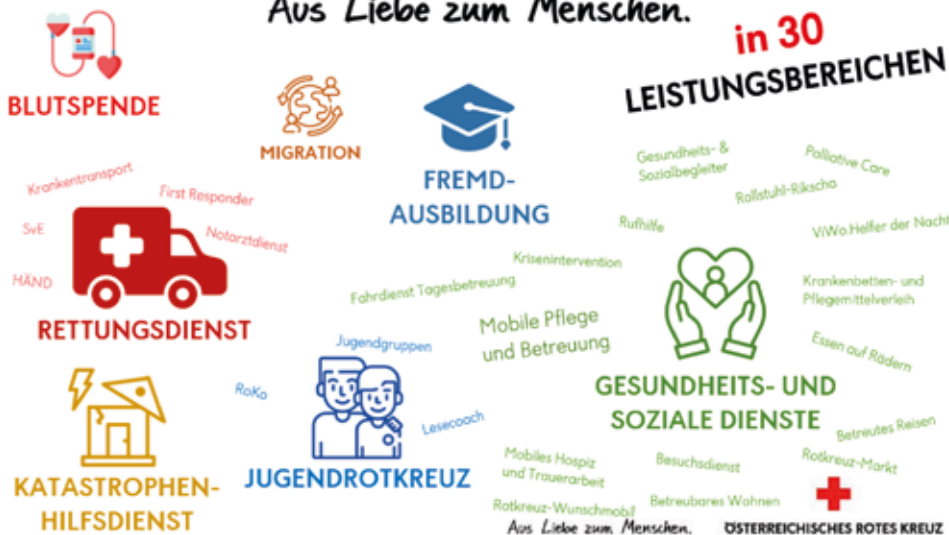 Aus Liebe zum Menschen.
in 30
LEISTUNGSBEREICHEN
BLUTSPENDE
MIGRATION
FREMD-
AUSBILDUNG
Krankentransport
First Responder
SvE
Notarztdienst
HÄND
RETTUNGSDIENST
Gesundheits- &
Sozialbegleiter
Palliative Care
Rollstuhl-Rikscha
Rufhilfe
ViWo.Helfer der Nacht
Krisenintervention
Fahrdienst Tagesbetreuung
Krankenbetten- und
Pflegemittelverleih
Mobile Pflege
und Betreuung
Essen auf Rädern
GESUNDHEITS- UND
SOZIALE DIENSTE
Jugendgruppen
RoKo
Lesecoach
JUGENDROTKREUZ
KATASTROPHEN-
HILFSDIENST
Betreutes Reisen
Mobiles Hospiz
und Trauerarbeit
Besuchsdienst
Rotkreuz-Markt
Rotkreuz-Wunschmobil
Betreubares Wohnen
Aus Liebe zum Menschen.
ÖSTERREICHISCHES ROTES KREUZ